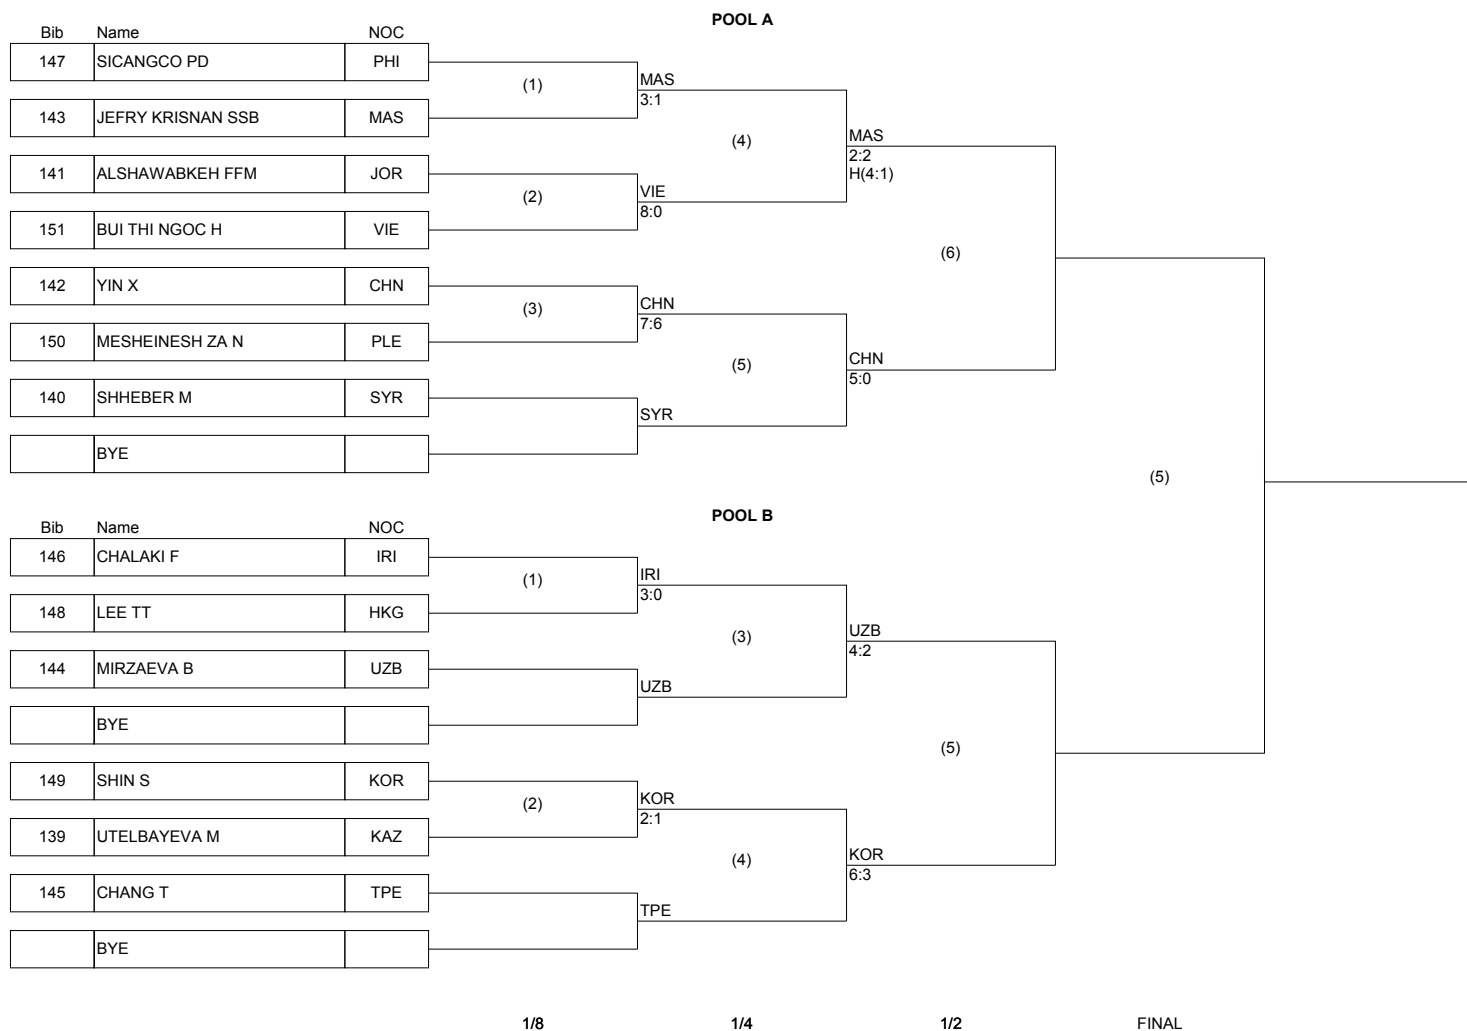 POOL A
Bib Name NOC
147 SICANGCO PD PHI
(1)
MAS
3:1
143 JEFRY KRISNAN SSB MAS
(4)
MAS
2:2
H(4:1)
141 ALSHAWABKEH FFM JOR
(2)
VIE
8:0
151 BUI THI NGOC H VIE
(6)
142 YIN X CHN
(3)
CHN
7:6
150 MESHEINESH ZA N PLE
(5)
CHN
5:0
140 SHHEBER M SYR
SYR
BYE
(5)
POOL B
Bib Name NOC
146 CHALAKI F IRI
(1)
IRI
3:0
148 LEE TT HKG
(3)
UZB
4:2
144 MIRZAEVA B UZB
UZB
BYE
(5)
149 SHIN S KOR
(2)
KOR
2:1
139 UTELBAYEVA M KAZ
(4)
KOR
6:3
145 CHANG T TPE
TPE
BYE
1/8 1/4 1/2 FINAL